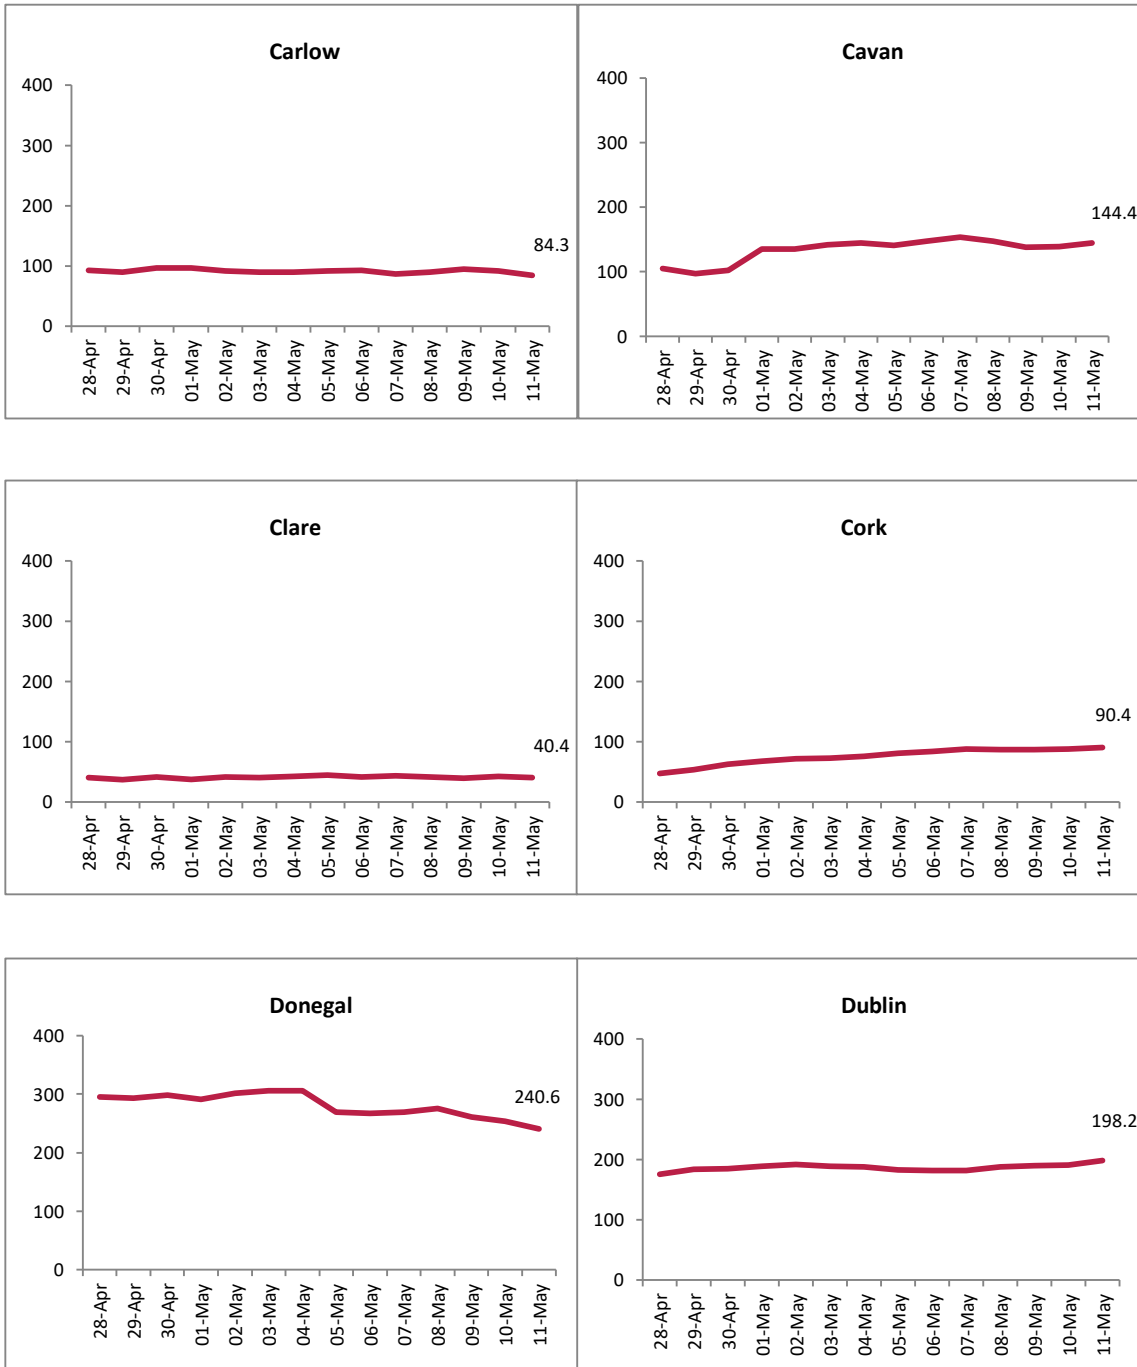 Carlow
400
300
200
100
0
84.3
28-Apr
29-Apr
30-Apr
01-May
02-May
03-May
04-May
05-May
06-May
07-May
08-May
09-May
10-May
11-May
Cavan
400
300
200
100
0
144.4
28-Apr
29-Apr
30-Apr
01-May
02-May
03-May
04-May
05-May
06-May
07-May
08-May
09-May
10-May
11-May
Clare
400
300
200
100
0
40.4
28-Apr
29-Apr
30-Apr
01-May
02-May
03-May
04-May
05-May
06-May
07-May
08-May
09-May
10-May
11-May
Cork
400
300
200
100
0
90.4
28-Apr
29-Apr
30-Apr
01-May
02-May
03-May
04-May
05-May
06-May
07-May
08-May
09-May
10-May
11-May
Donegal
400
300
200
100
0
240.6
28-Apr
29-Apr
30-Apr
01-May
02-May
03-May
04-May
05-May
06-May
07-May
08-May
09-May
10-May
11-May
Dublin
400
300
200
100
0
198.2
28-Apr
29-Apr
30-Apr
01-May
02-May
03-May
04-May
05-May
06-May
07-May
08-May
09-May
10-May
11-May